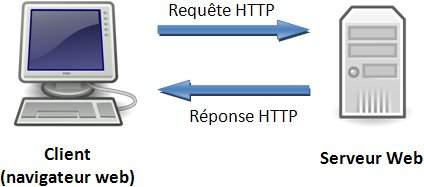 Requête HTTP
Réponse HTTP
Client
(navigateur web)
Serveur Web